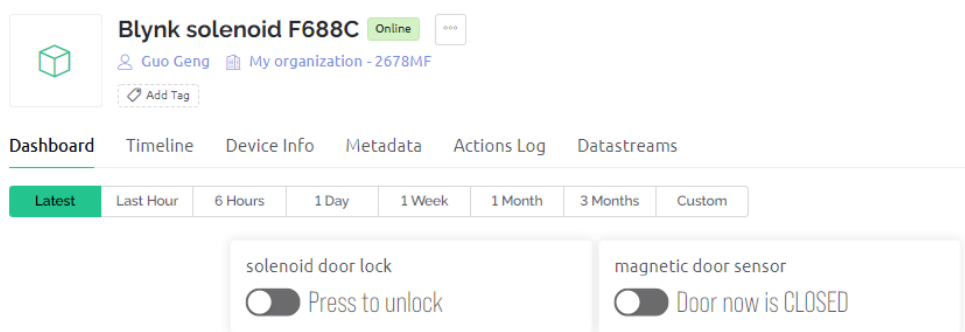 Blynk solenoid F688C Online
Guo Geng My organization - 2678MF
Add Tag
Dashboard Timeline Device Info Metadata Actions Log Datastreams
Latest Last Hour 6 Hours 1 Day 1 Week 1 Month 3 Months Custom
solenoid door lock magnetic door sensor
Press to unlock Door now is CLOSED